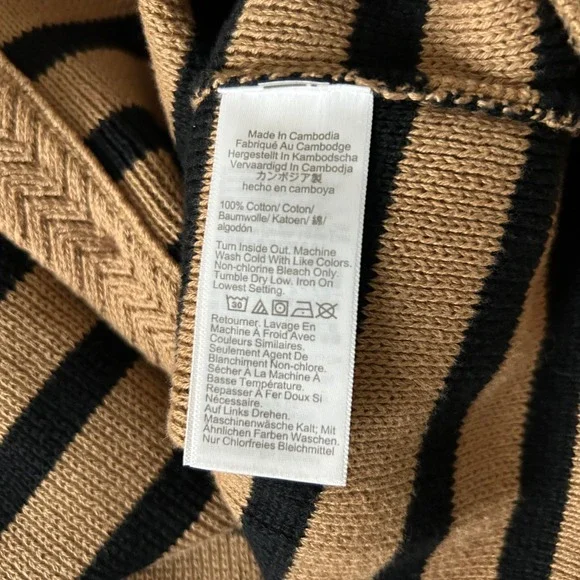 Made In Cambodia
Fabriqué Au Cambodge
Hergestellt In Kambodscha
Vervaardigd In Cambodja
カンボジア製
hecho en camboya
100% Cotton/ Coton/
Baumwolle/ Katoen/ 綿/
algodón
Turn Inside Out. Machine
Wash Cold With Like Colors.
Non-chlorine Bleach Only.
Tumble Dry Low. Iron On
Lowest Setting.
30
Retourner. Lavage En
Machine À Froid Avec
Couleurs Similaires.
Seulement Agent De
Blanchiment Non-chlore.
Sécher À La Machine À
Basse Température.
Repasser À Fer Doux Si
Nécessaire.
Auf Links Drehen.
Maschinenwäsche Kalt; Mit
Ähnlichen Farben Waschen.
Nur Chlorfreies Bleichmittel